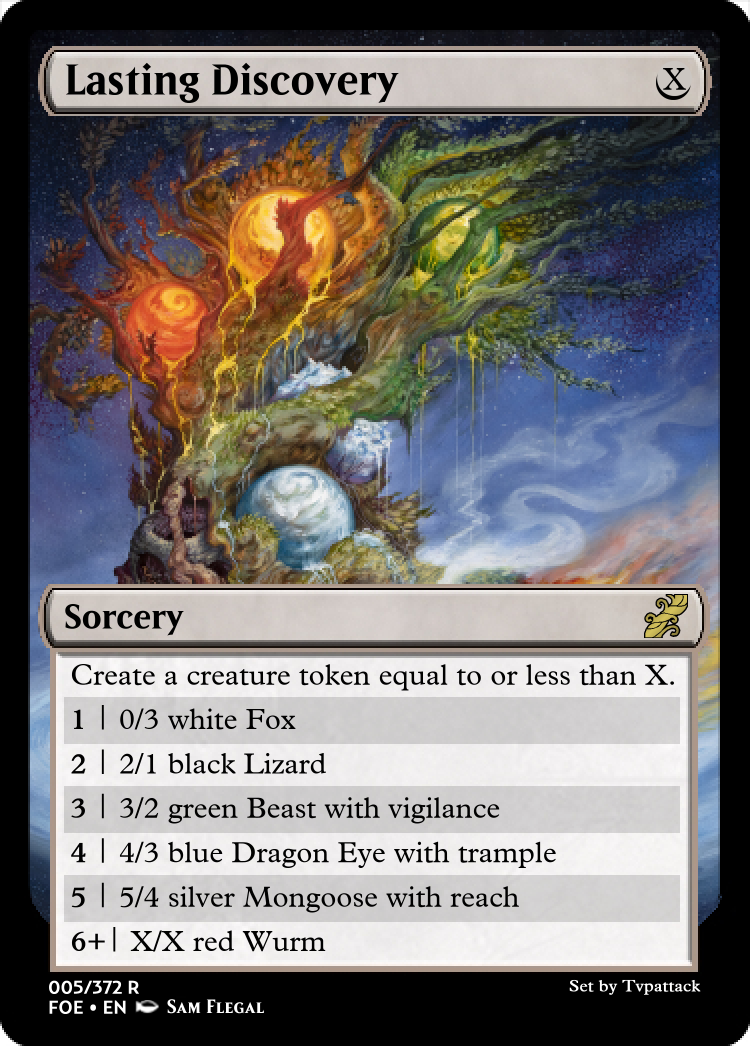 Lasting Discovery X
Sorcery
Create a creature token equal to or less than X.
1 | 0/3 white Fox
2 | 2/1 black Lizard
3 | 3/2 green Beast with vigilance
4 | 4/3 blue Dragon Eye with trample
5 | 5/4 silver Mongoose with reach
6+| X/X red Wurm
005/372 R
Set by Tvpattack
FOE • EN Sam Flegal